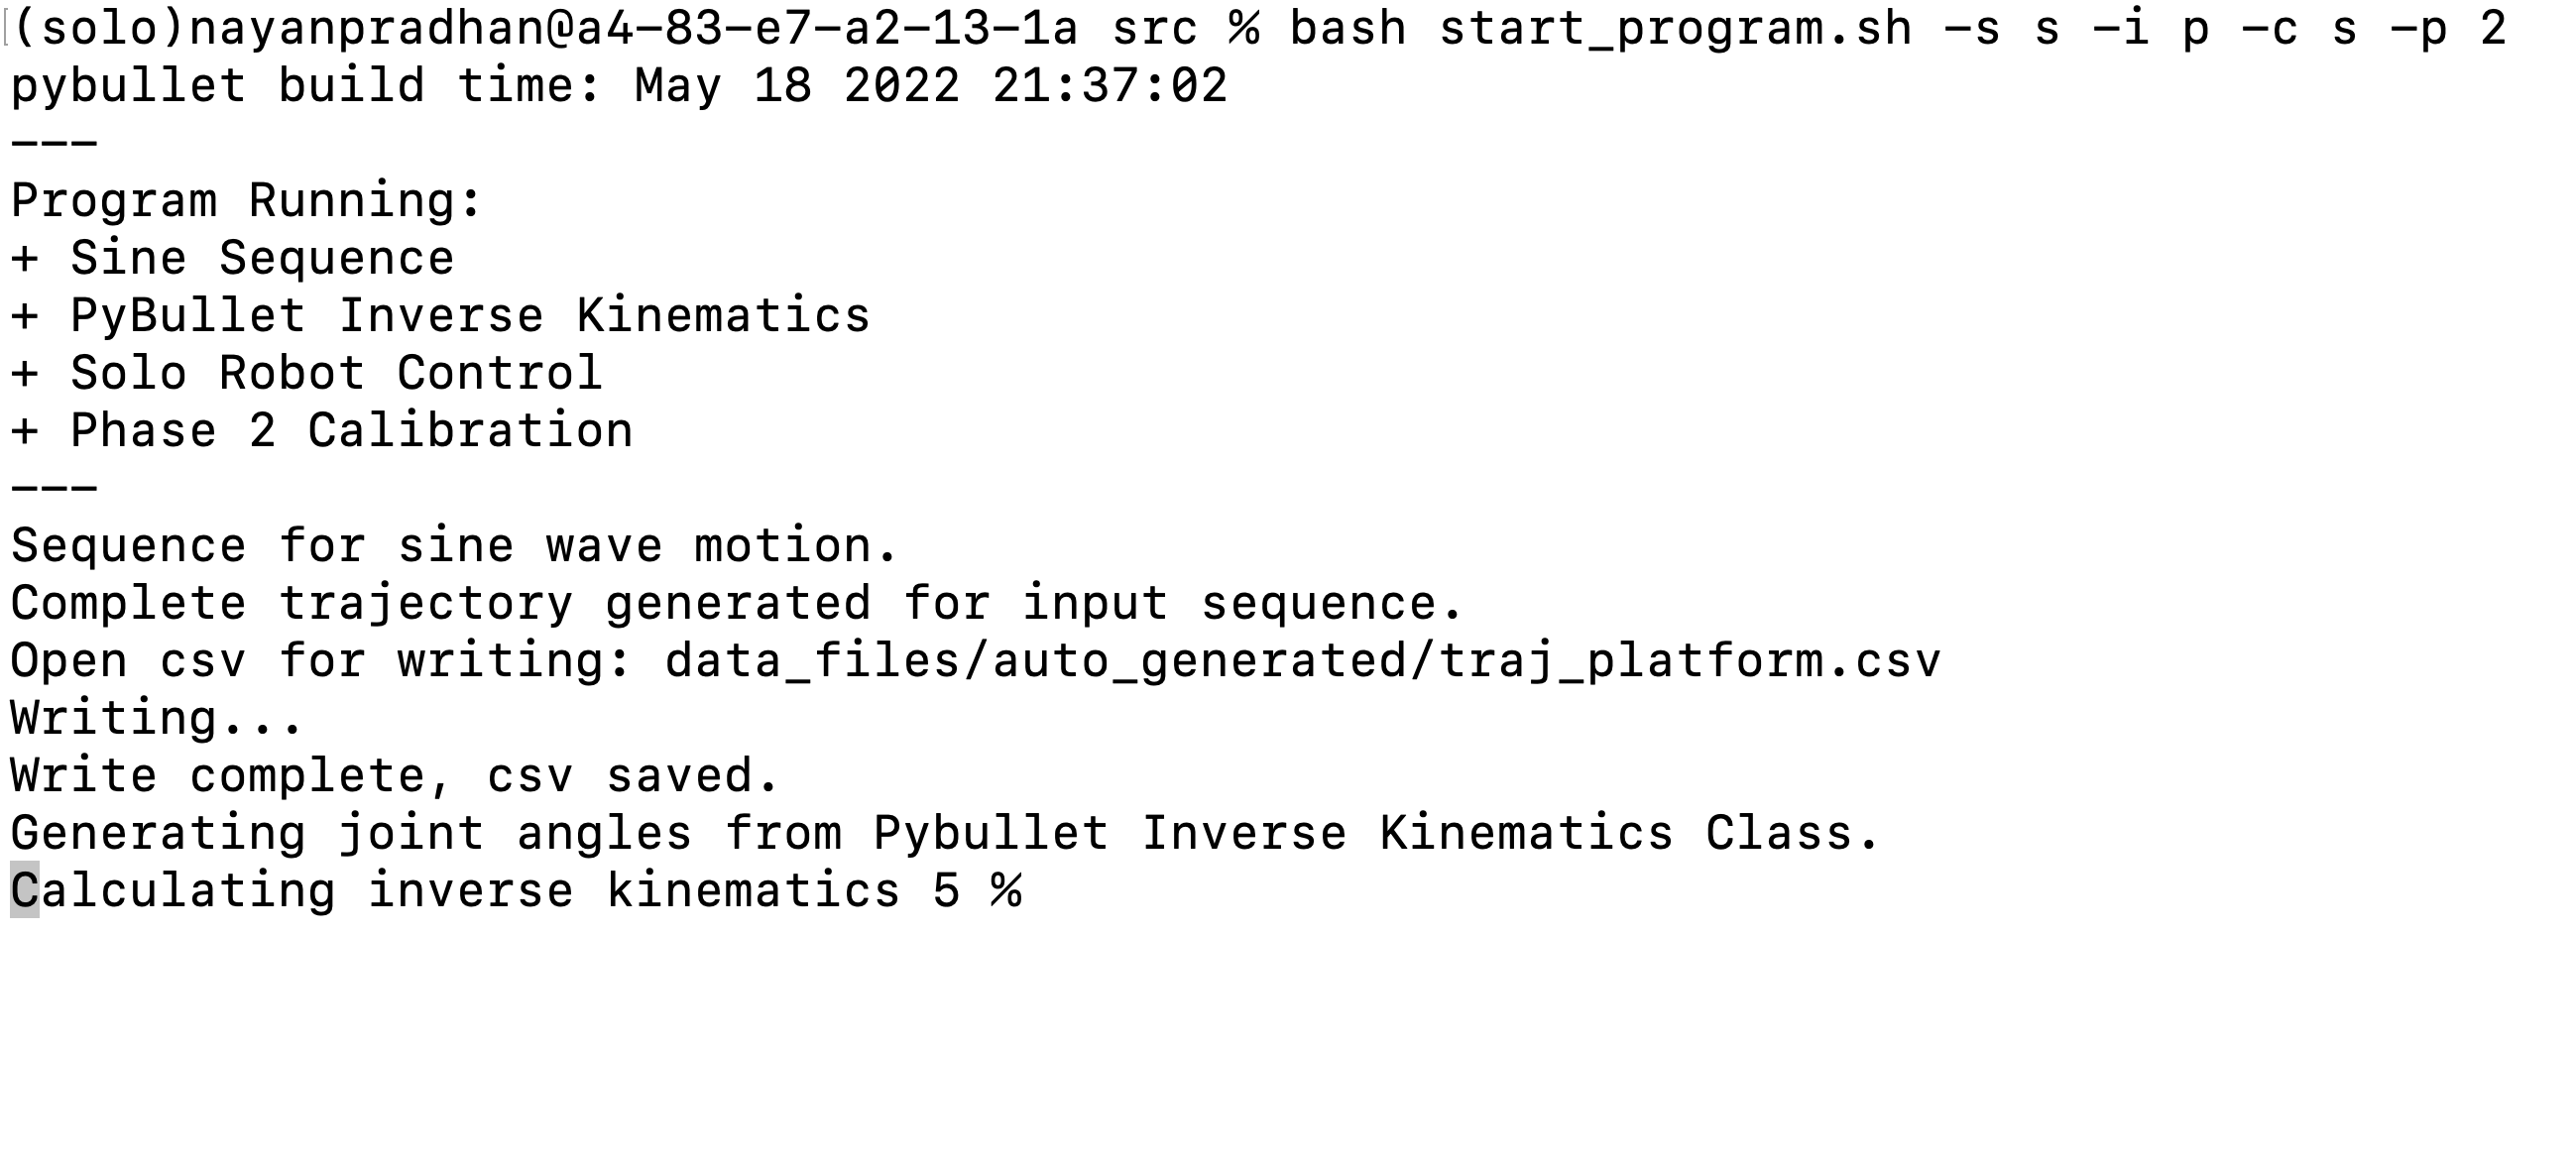 (solo)nayanpradhan@a4-83-e7-a2-13-1a src % bash start_program.sh -s s -i p -c s -p 2
pybullet build time: May 18 2022 21:37:02
---
Program Running:
+ Sine Sequence
+ PyBullet Inverse Kinematics
+ Solo Robot Control
+ Phase 2 Calibration
---
Sequence for sine wave motion.
Complete trajectory generated for input sequence.
Open csv for writing: data_files/auto_generated/traj_platform.csv
Writing...
Write complete, csv saved.
Generating joint angles from Pybullet Inverse Kinematics Class.
Calculating inverse kinematics 5 %